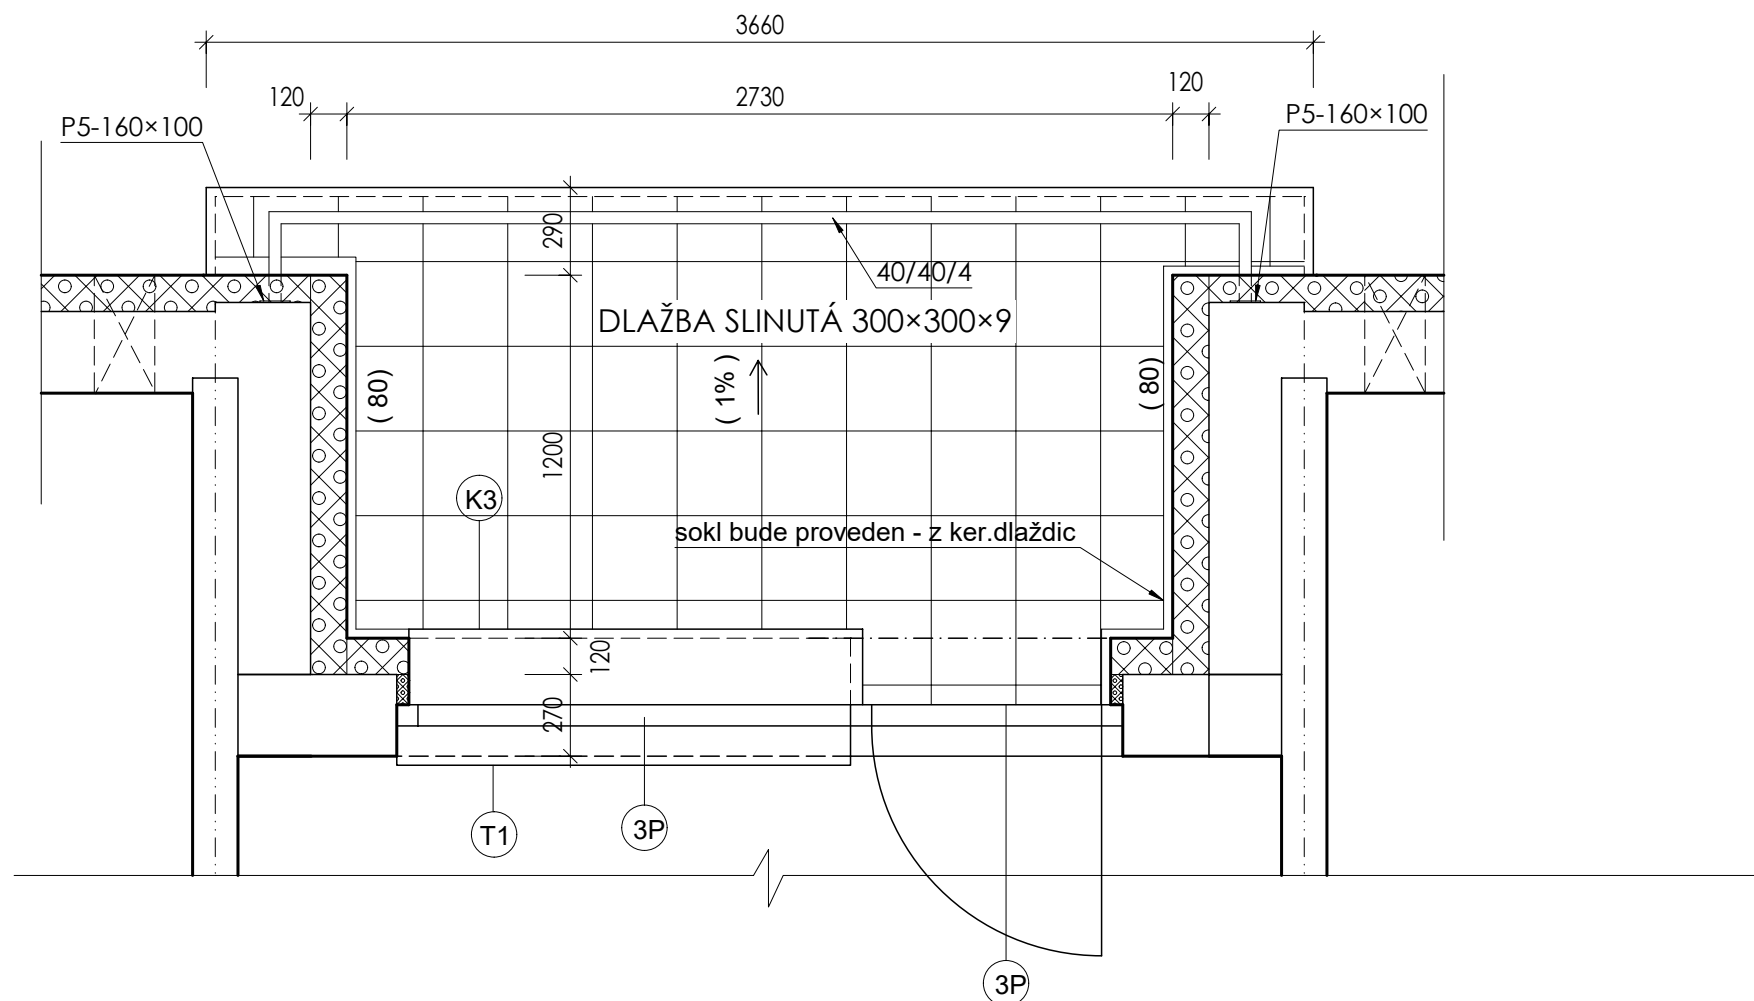 3660
120
2730
120
P5-160×100
P5-160×100
290
40/40/4
DLAŽBA SLINUTÁ 300×300×9
( 80)
( 1% )
( 80)
1200
K3
sokl bude proveden - z ker.dlaždic
120
270
T1
3P
3P